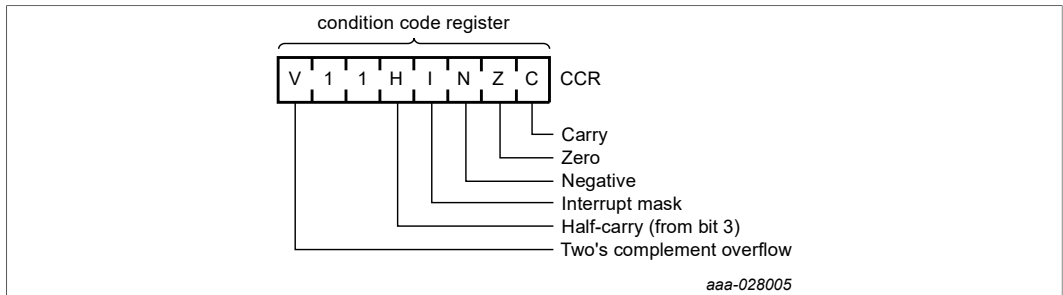 condition code register
V 1 1 H I N Z C CCR
Carry
Zero
Negative
Interrupt mask
Half-carry (from bit 3)
Two's complement overflow
aaa-028005